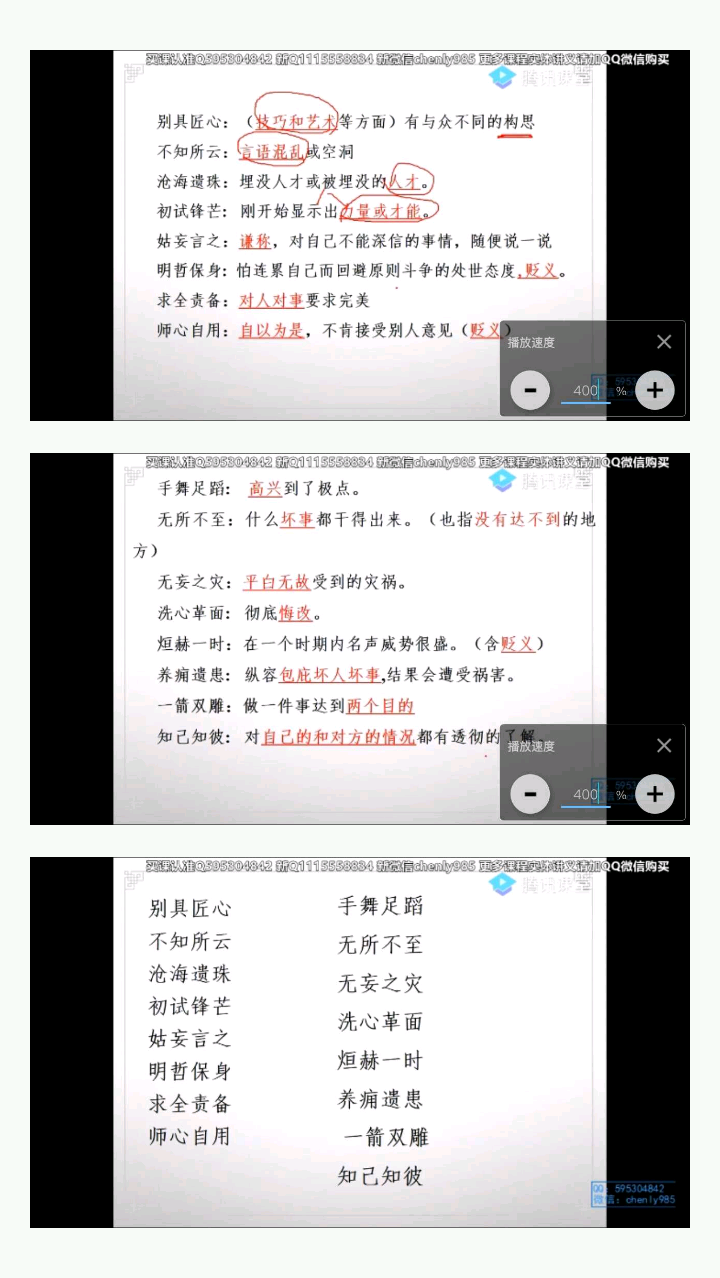 买课认准Q595304842 新Q1115558834 新微信chenly985 更多课程实体讲义请加QQ微信购买
腾讯课堂
别具匠心：（技巧和艺术等方面）有与众不同的构思
不知所云：言语混乱或空洞
沧海遗珠：埋没人才或被埋没的人才。
初试锋芒：刚开始显示出力量或才能。
姑妄言之：谦称，对自己不能深信的事情，随便说一说
明哲保身：怕连累自己而回避原则斗争的处世态度,贬义。
求全责备：对人对事要求完美
师心自用：自以为是，不肯接受别人意见（贬义）
播放速度
- 400 % +
买课认准Q595304842 新Q1115558834 新微信chenly985 更多课程实体讲义请加QQ微信购买
腾讯课堂
手舞足蹈： 高兴到了极点。
无所不至：什么坏事都干得出来。（也指没有达不到的地
方）
无妄之灾：平白无故受到的灾祸。
洗心革面：彻底悔改。
烜赫一时：在一个时期内名声威势很盛。（含贬义）
养痈遗患：纵容包庇坏人坏事,结果会遭受祸害。
一箭双雕：做一件事达到两个目的
知己知彼：对自己的和对方的情况都有透彻的了解。
播放速度
- 400 % +
买课认准Q595304842 新Q1115558834 新微信chenly985 更多课程实体讲义请加QQ微信购买
腾讯课堂
别具匠心
不知所云
沧海遗珠
初试锋芒
姑妄言之
明哲保身
求全责备
师心自用
手舞足蹈
无所不至
无妄之灾
洗心革面
烜赫一时
养痈遗患
一箭双雕
知己知彼
QQ：595304842
微信：chenly985